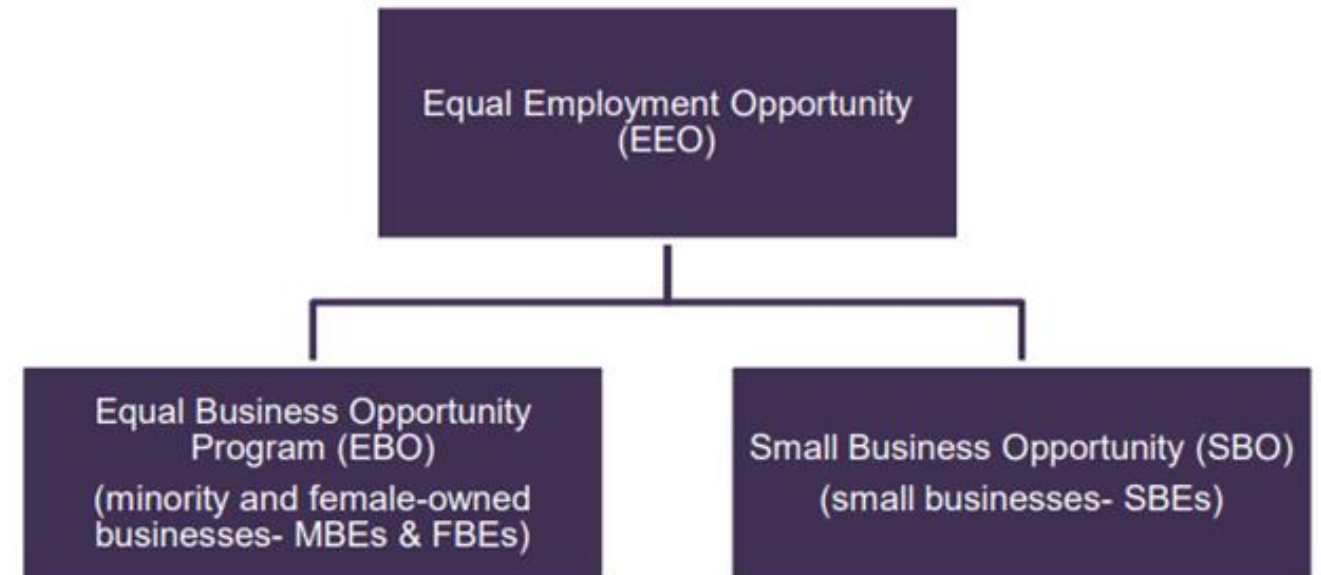 Equal Employment Opportunity
(EEO)
Equal Business Opportunity
Program (EBO)
(minority and female-owned
businesses- MBEs & FBEs)
Small Business Opportunity (SBO)
(small businesses- SBEs)